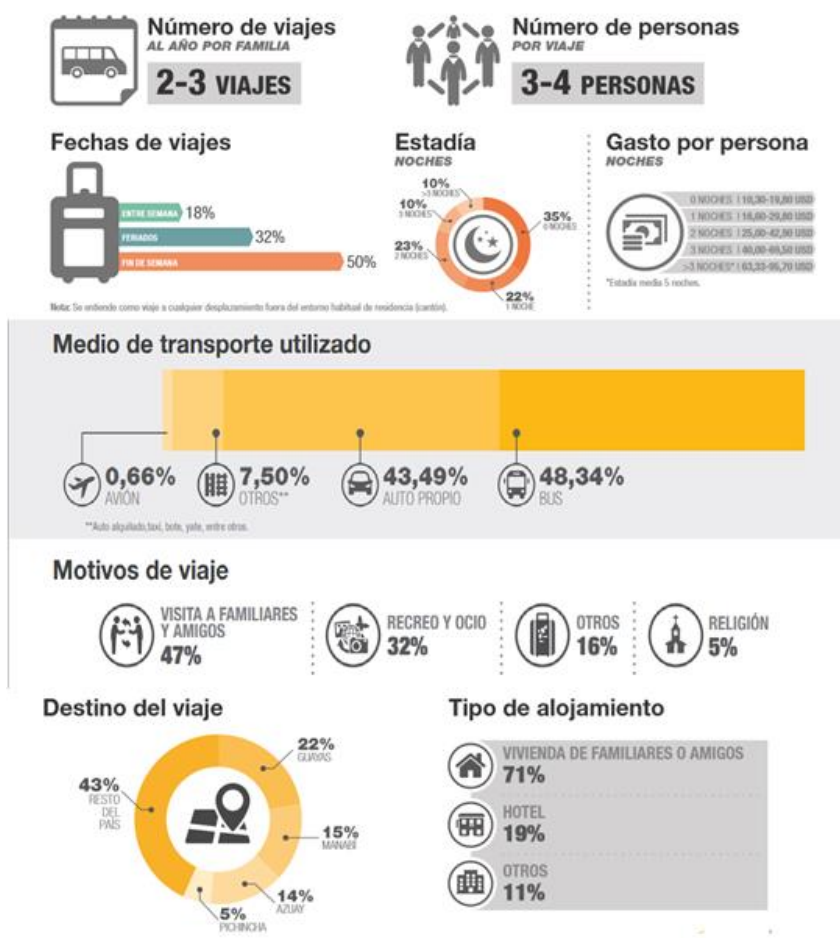 Número de viajes
AL AÑO POR FAMILIA
2-3 VIAJES
Número de personas
POR VIAJE
3-4 PERSONAS
Fechas de viajes
ENTRE SEMANA 18%
FERIADOS 32%
FIN DE SEMANA 50%
Estadía
NOCHES
10%
>3 NOCHES
10%
3 NOCHES
23%
2 NOCHES
35%
0 NOCHES
22%
1 NOCHE
Gasto por persona
NOCHES
0 NOCHES | 10,30-19,80 USD
1 NOCHES | 16,60-29,80 USD
2 NOCHES | 25,00-42,90 USD
3 NOCHES | 40,00-69,50 USD
>3 NOCHES* | 63,33-95,70 USD
*Estadía media 5 noches.
Nota: Se entiende como viaje a cualquier desplazamiento fuera del entorno habitual de residencia (cantón).
Medio de transporte utilizado
0,66%
AVIÓN
7,50%
OTROS**
43,49%
AUTO PROPIO
48,34%
BUS
**Auto alquilado,taxi, bote, yate, entre otros.
Motivos de viaje
VISITA A FAMILIARES
Y AMIGOS
47%
RECREO Y OCIO
32%
OTROS
16%
RELIGIÓN
5%
Destino del viaje
22%
GUAYAS
43%
RESTO
DEL
PAÍS
15%
MANABÍ
14%
AZUAY
5%
PICHINCHA
Tipo de alojamiento
VIVIENDA DE FAMILIARES O AMIGOS
71%
HOTEL
19%
OTROS
11%